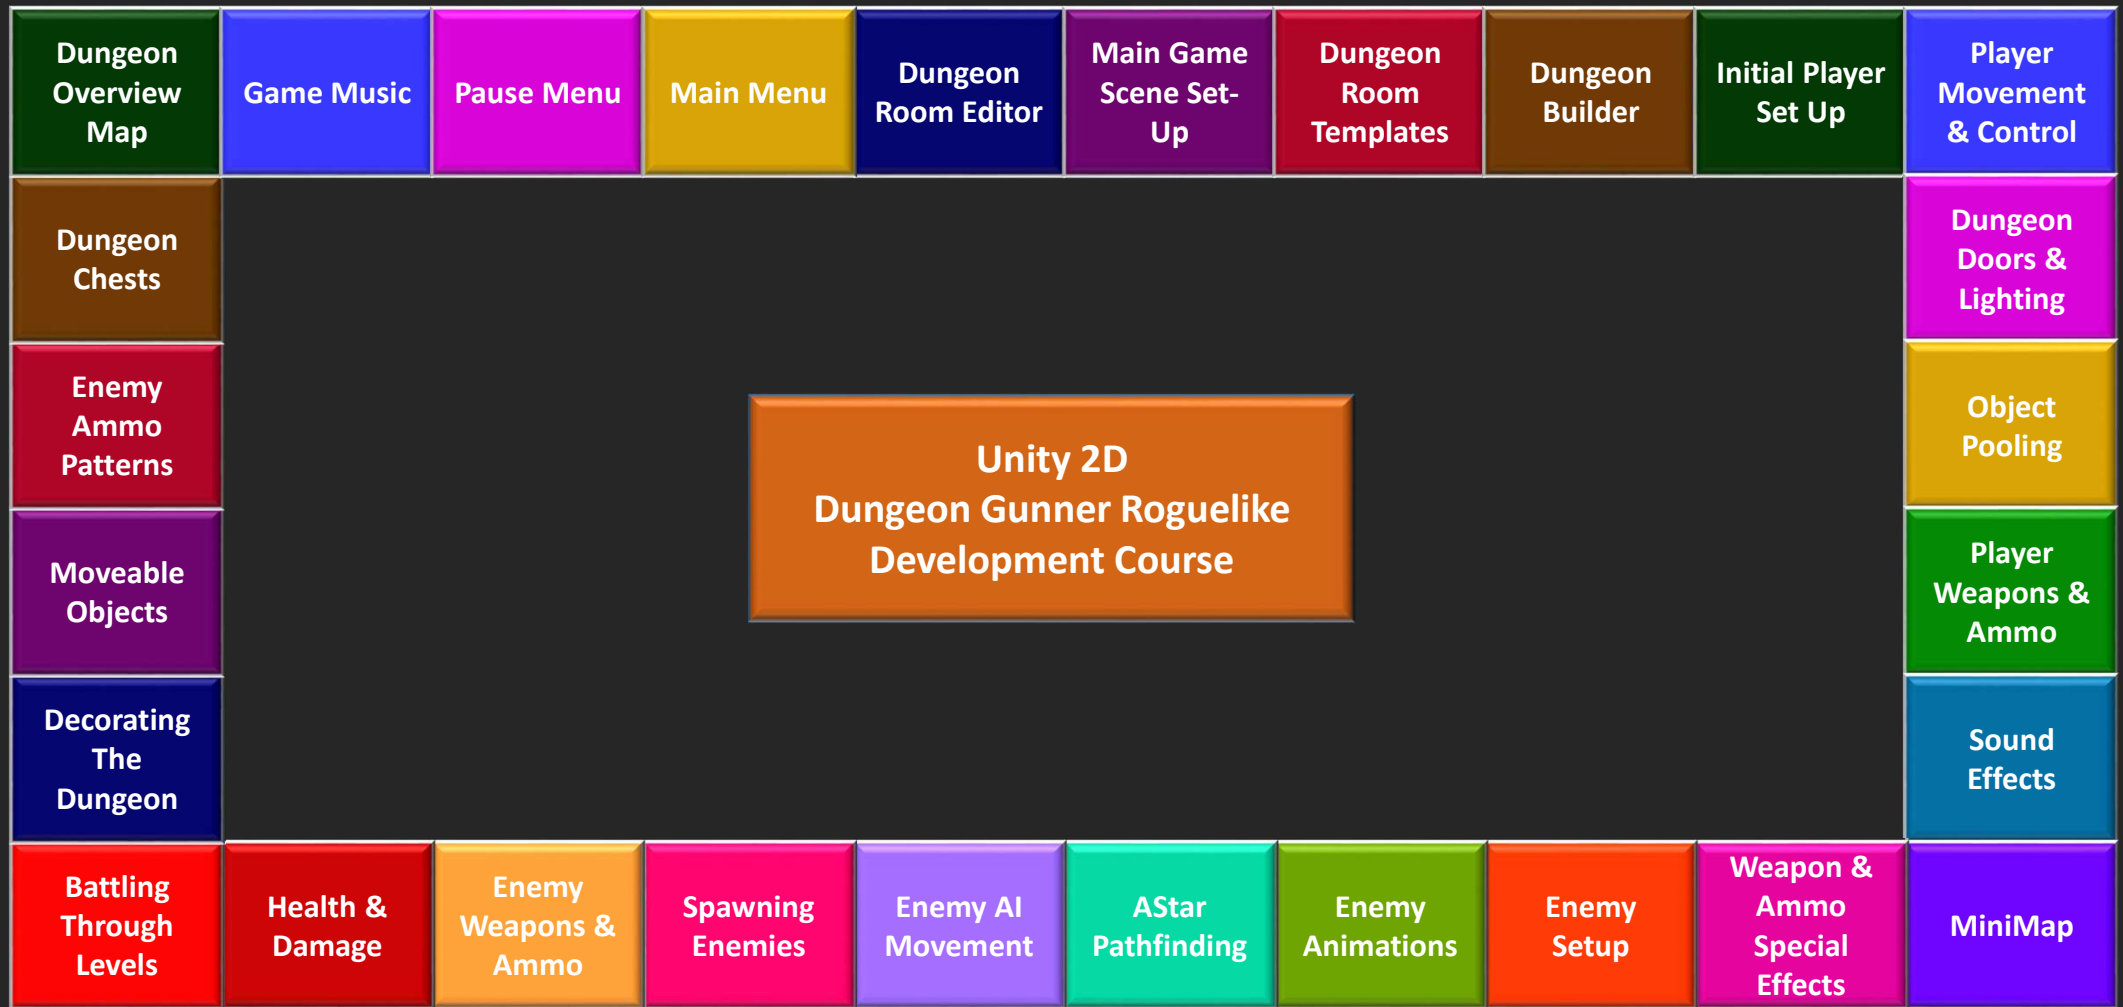 Dungeon
Overview
Map
Game Music
Pause Menu
Main Menu
Dungeon
Room Editor
Main Game
Scene Set-
Up
Dungeon
Room
Templates
Dungeon
Builder
Initial Player
Set Up
Player
Movement
& Control
Dungeon
Chests
Dungeon
Doors &
Lighting
Enemy
Ammo
Patterns
Object
Pooling
Unity 2D
Dungeon Gunner Roguelike
Development Course
Moveable
Objects
Player
Weapons &
Ammo
Decorating
The
Dungeon
Sound
Effects
Battling
Through
Levels
Health &
Damage
Enemy
Weapons &
Ammo
Spawning
Enemies
Enemy AI
Movement
AStar
Pathfinding
Enemy
Animations
Enemy
Setup
Weapon &
Ammo
Special
Effects
MiniMap